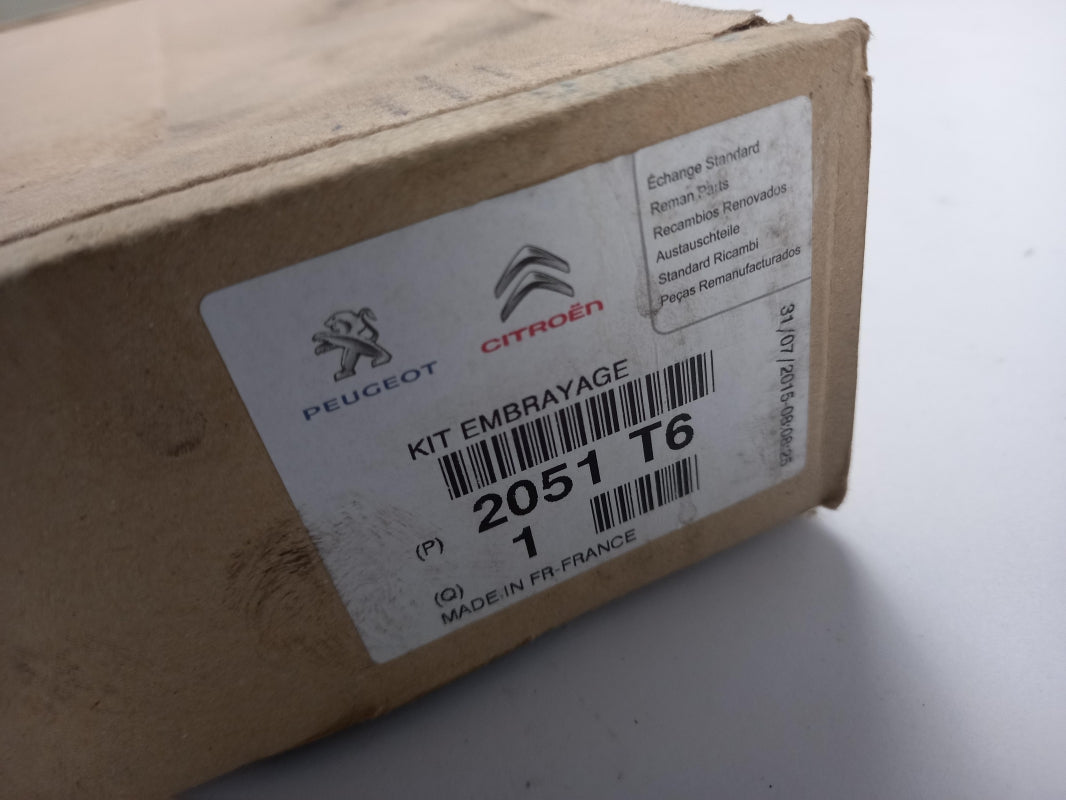 Échange Standard
Reman Parts
Recambios Renovados
Austauschteile
Standard Ricambi
Peças Remanufacturados
PEUGEOT
CITROËN
KIT EMBRAYAGE
(P) 2051 T6
(Q) 1
MADE IN FR-FRANCE
31/07/2015-08:08:25